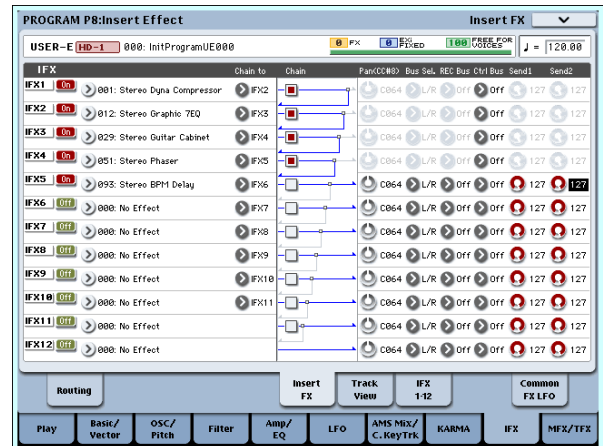 PROGRAM P8:Insert Effect Insert FX
USER-E HD-1 000: InitProgramUE000 0 FX 0 EXi FIXED 100 FREE FOR VOICES ♩ = 120.00
IFX Chain to Chain Pan(CC#8) Bus Sel. REC Bus Ctrl Bus Send1 Send2
IFX1 On 001: Stereo Dyna Compressor IFX2 C064 L/R Off Off 127 127
IFX2 On 012: Stereo Graphic 7EQ IFX3 C064 L/R Off Off 127 127
IFX3 On 029: Stereo Guitar Cabinet IFX4 C064 L/R Off Off 127 127
IFX4 On 051: Stereo Phaser IFX5 C064 L/R Off Off 127 127
IFX5 On 093: Stereo BPM Delay IFX6 C064 L/R Off Off 127 127
IFX6 Off 000: No Effect IFX7 C064 L/R Off Off 127 127
IFX7 Off 000: No Effect IFX8 C064 L/R Off Off 127 127
IFX8 Off 000: No Effect IFX9 C064 L/R Off Off 127 127
IFX9 Off 000: No Effect IFX10 C064 L/R Off Off 127 127
IFX10 Off 000: No Effect IFX11 C064 L/R Off Off 127 127
IFX11 Off 000: No Effect C064 L/R Off Off 127 127
IFX12 Off 000: No Effect C064 L/R Off Off 127 127
Routing Insert FX Track View IFX 1-12 Common FX LFO
Play Basic/Vector OSC/Pitch Filter Amp/EQ LFO AMS Mix/C.KeyTrk KARMA IFX MFX/TFX